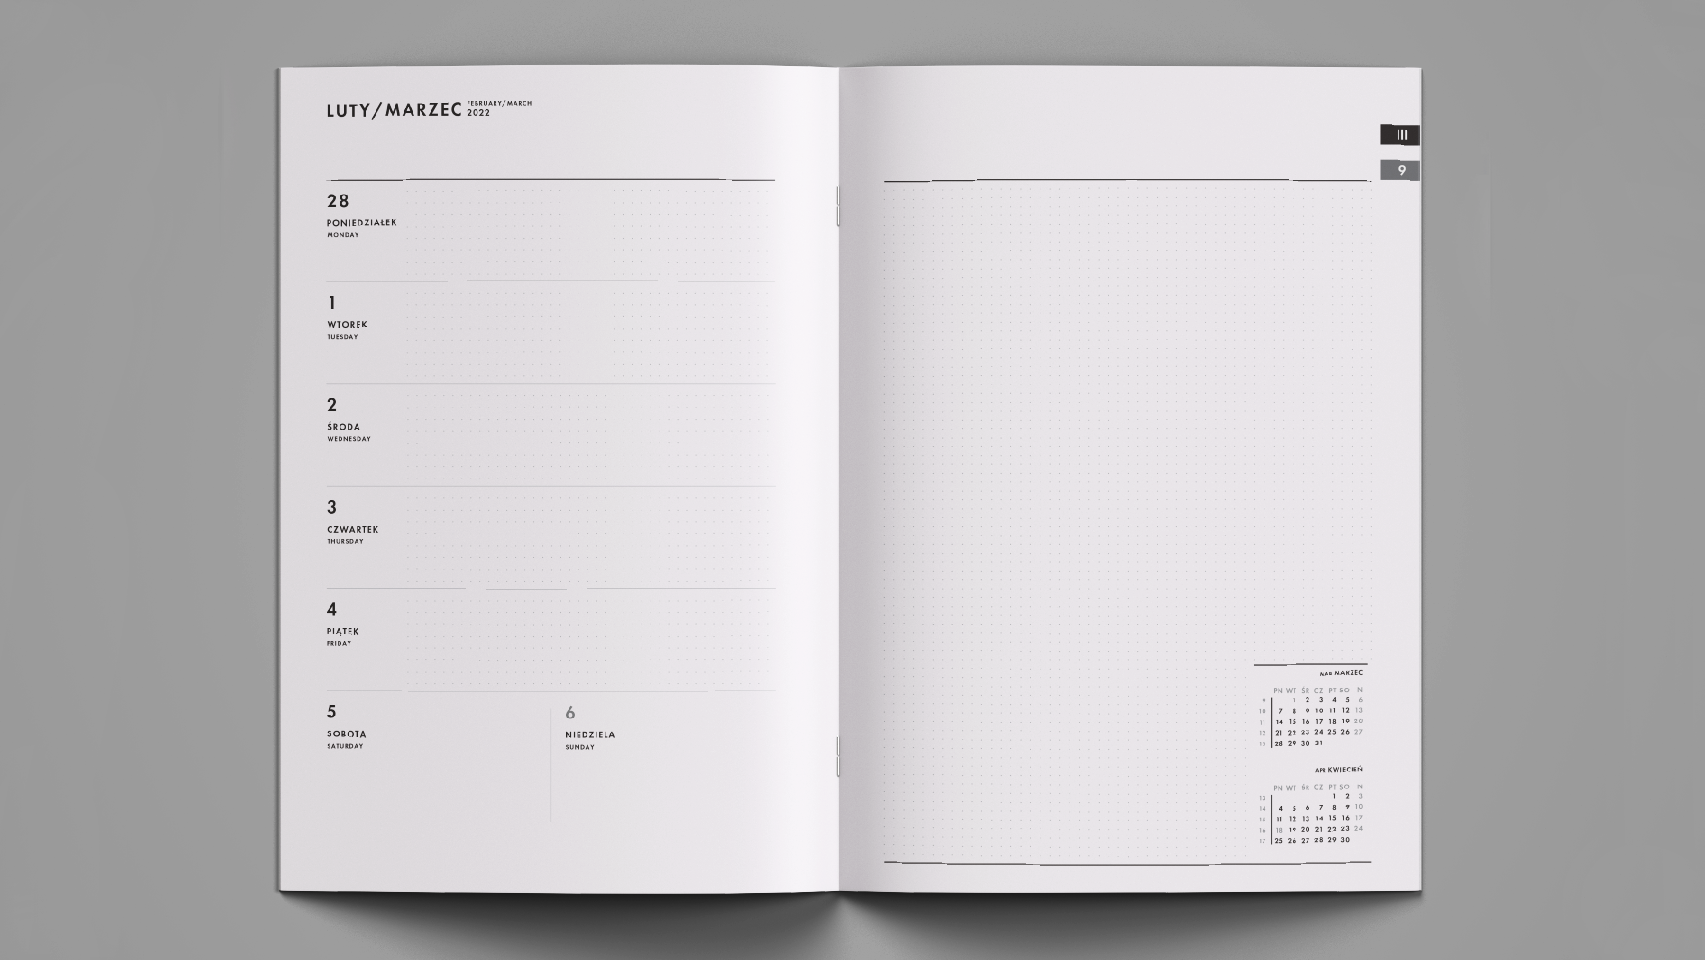 LUTY/MARZEC FEBRUARY/MARCH 2022
28
PONIEDZIAŁEK
MONDAY
1
WTOREK
TUESDAY
2
ŚRODA
WEDNESDAY
3
CZWARTEK
THURSDAY
4
PIĄTEK
FRIDAY
5
SOBOTA
SATURDAY
6
NIEDZIELA
SUNDAY
III
9
MAR MARZEC
PN WT ŚR CZ PT SO N
9 1 2 3 4 5 6
10 7 8 9 10 11 12 13
11 14 15 16 17 18 19 20
12 21 22 23 24 25 26 27
13 28 29 30 31
APR KWIECIEŃ
PN WT ŚR CZ PT SO N
13 1 2 3
14 4 5 6 7 8 9 10
15 11 12 13 14 15 16 17
16 18 19 20 21 22 23 24
17 25 26 27 28 29 30